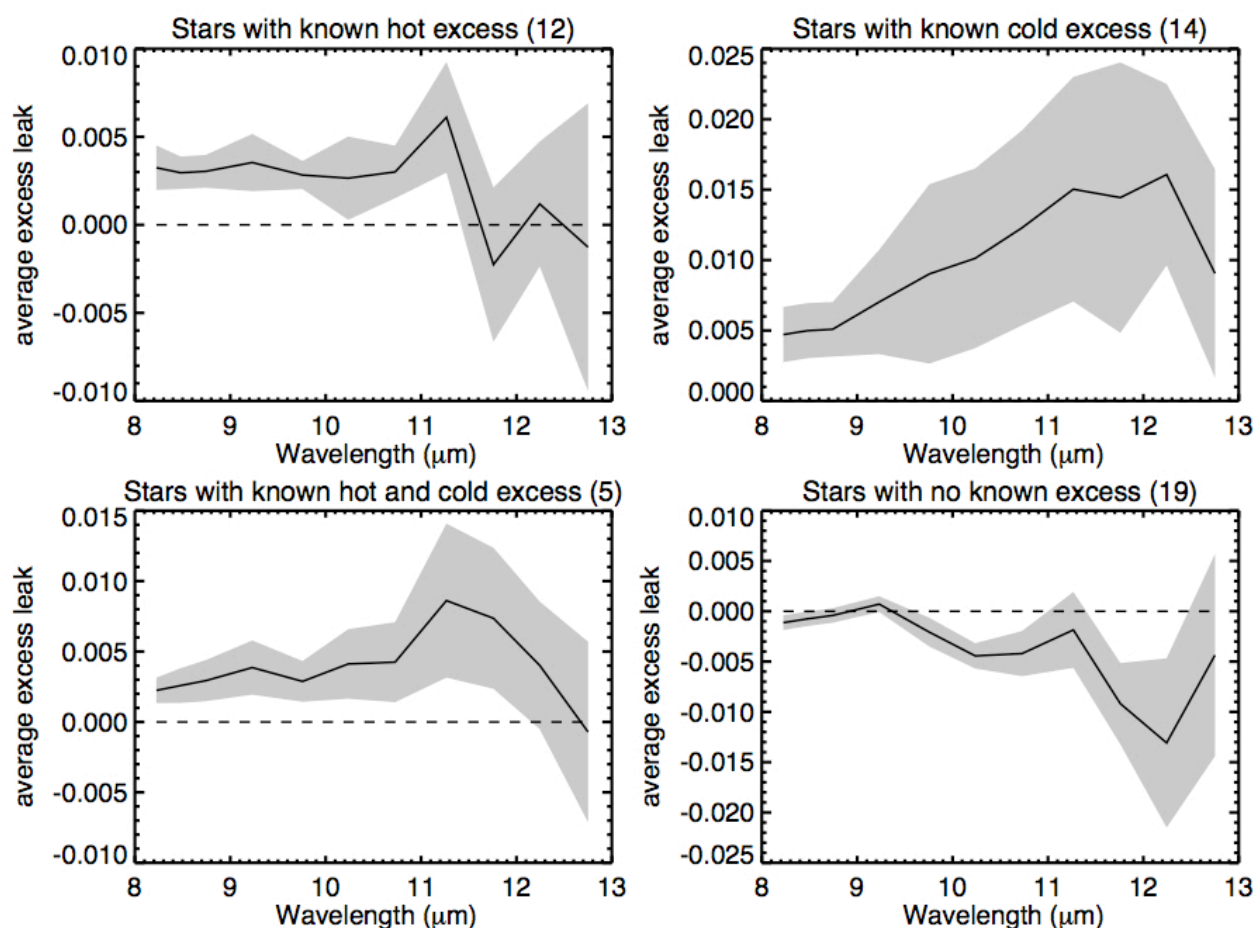 Stars with known hot excess (12)
0.010
0.005
0.000
-0.005
-0.010
average excess leak
8 9 10 11 12 13
Wavelength (μm)
Stars with known cold excess (14)
0.025
0.020
0.015
0.010
0.005
0.000
average excess leak
8 9 10 11 12 13
Wavelength (μm)
Stars with known hot and cold excess (5)
0.015
0.010
0.005
0.000
-0.005
-0.010
average excess leak
8 9 10 11 12 13
Wavelength (μm)
Stars with no known excess (19)
0.010
0.005
0.000
-0.005
-0.010
-0.015
-0.020
-0.025
average excess leak
8 9 10 11 12 13
Wavelength (μm)